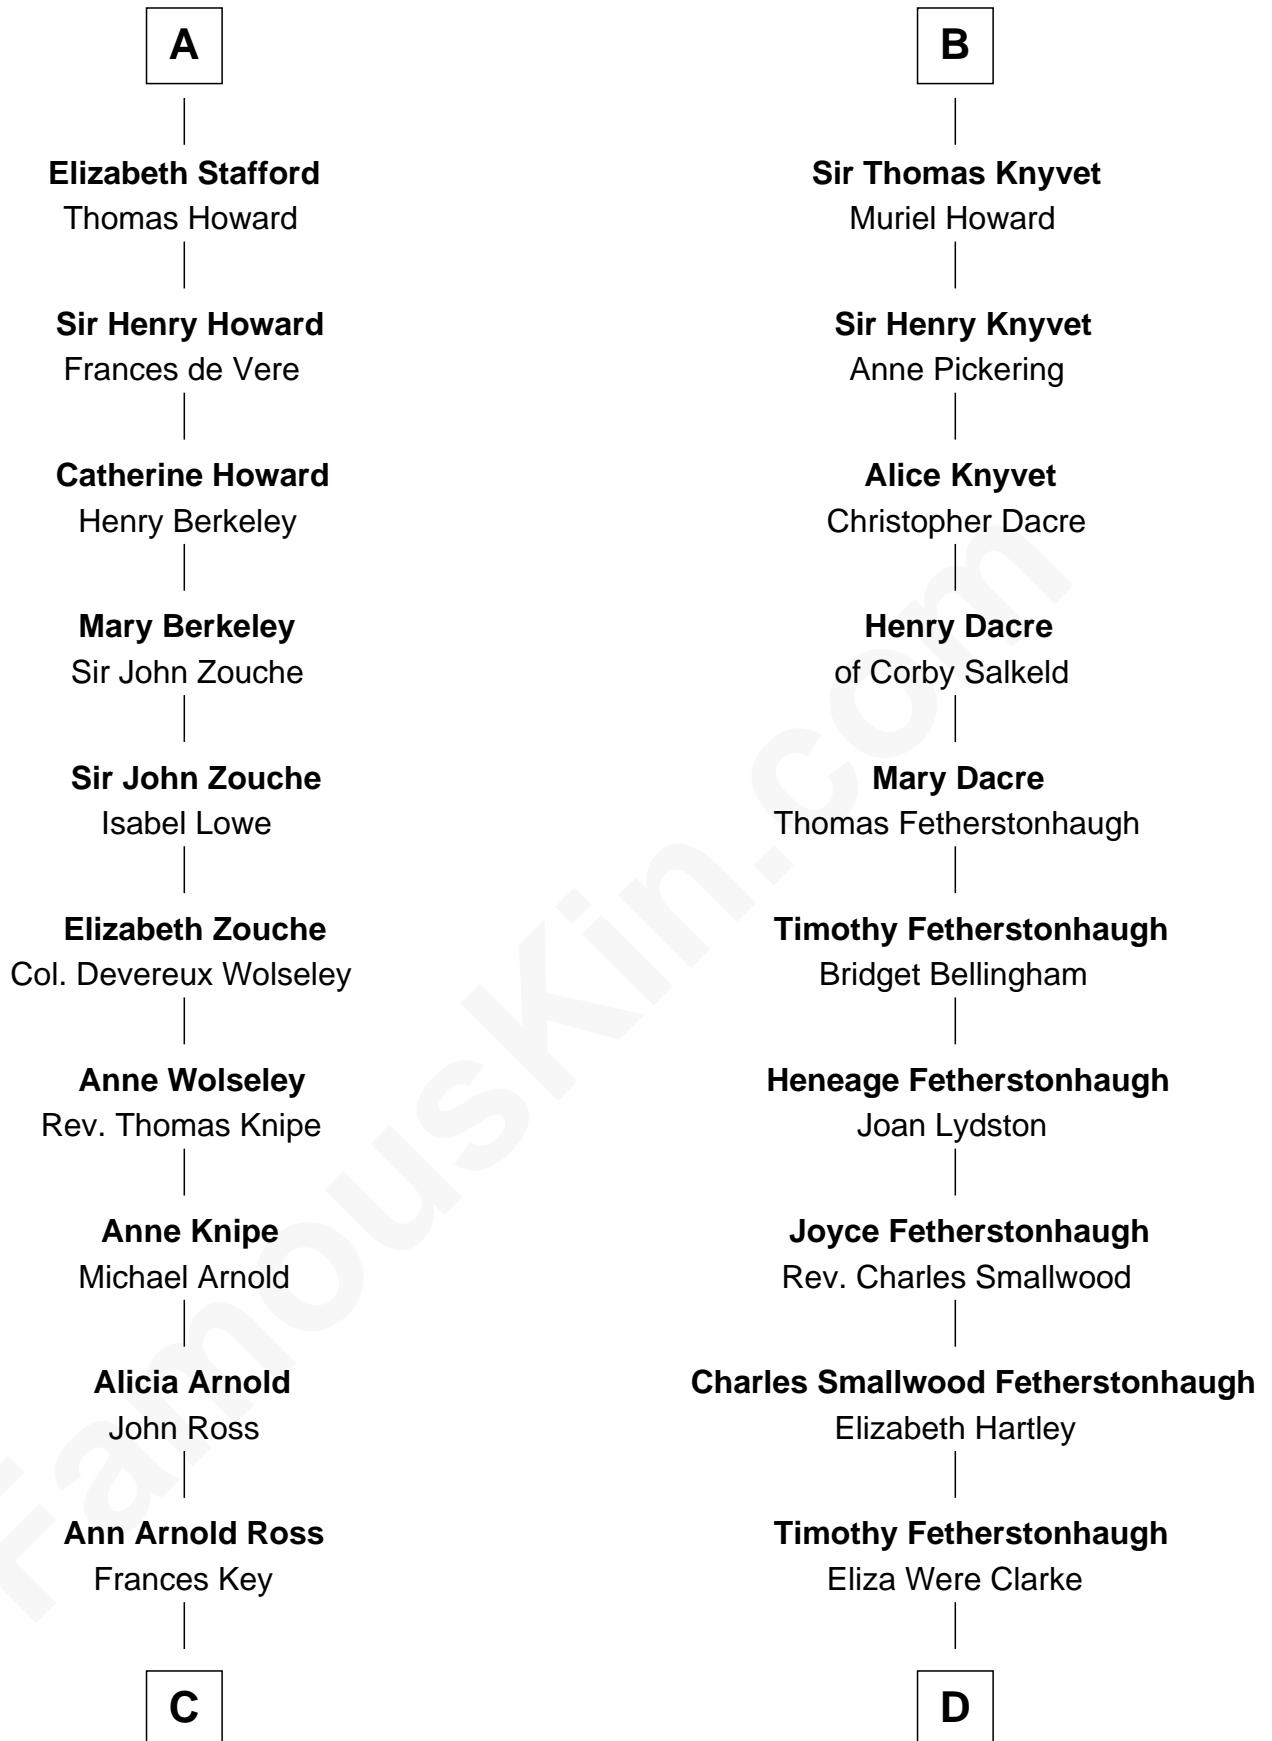 A
Elizabeth Stafford
Thomas Howard
Sir Henry Howard
Frances de Vere
Catherine Howard
Henry Berkeley
Mary Berkeley
Sir John Zouche
Sir John Zouche
Isabel Lowe
Elizabeth Zouche
Col. Devereux Wolseley
Anne Wolseley
Rev. Thomas Knipe
Anne Knipe
Michael Arnold
Alicia Arnold
John Ross
Ann Arnold Ross
Frances Key
C
B
Sir Thomas Knyvet
Muriel Howard
Sir Henry Knyvet
Anne Pickering
Alice Knyvet
Christopher Dacre
Henry Dacre
of Corby Salkeld
Mary Dacre
Thomas Fetherstonhaugh
Timothy Fetherstonhaugh
Bridget Bellingham
Heneage Fetherstonhaugh
Joan Lydston
Joyce Fetherstonhaugh
Rev. Charles Smallwood
Charles Smallwood Fetherstonhaugh
Elizabeth Hartley
Timothy Fetherstonhaugh
Eliza Were Clarke
D
FamousKin.com